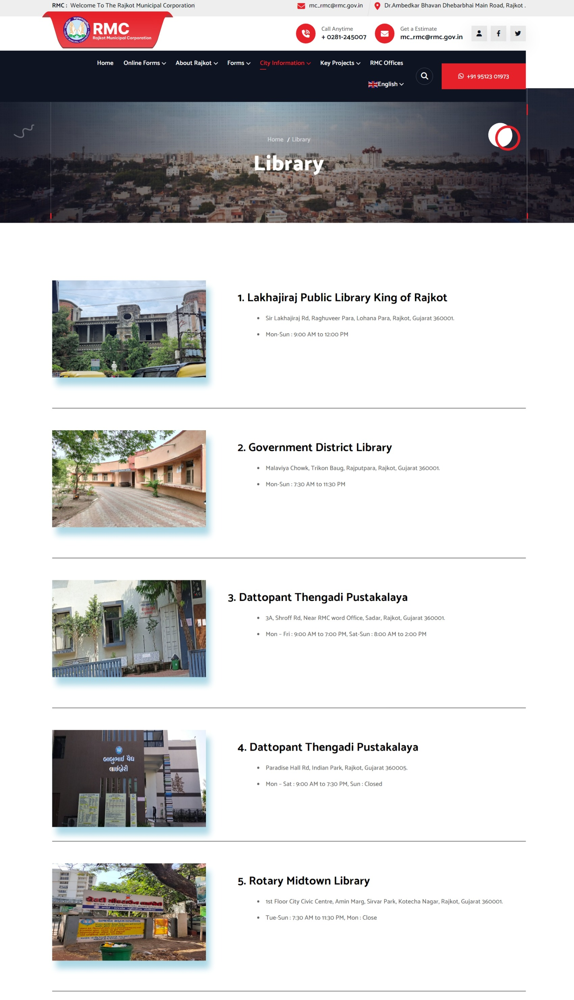 RMC : Welcome To The Rajkot Municipal Corporation
mc_rmc@rmc.gov.in
Dr.Ambedkar Bhavan Dhebarbhai Main Road, Rajkot .
RMC
Rajkot Municipal Corporation
Call Anytime
+ 0281-245007
Get a Estimate
mc_rmc@rmc.gov.in
Home Online Forms About Rajkot Forms City Information Key Projects RMC Offices
English
+91 95123 01973
Home / Library
Library
1. Lakhajiraj Public Library King of Rajkot
• Sir Lakhajiraj Rd, Raghuveer Para, Lohana Para, Rajkot, Gujarat 360001.
• Mon-Sun : 9:00 AM to 12:00 PM
2. Government District Library
• Malaviya Chowk, Trikon Baug, Rajputpara, Rajkot, Gujarat 360001.
• Mon-Sun : 7:30 AM to 11:30 PM
3. Dattopant Thengadi Pustakalaya
• 3A, Shroff Rd, Near RMC word Office, Sadar, Rajkot, Gujarat 360001.
• Mon – Fri : 9:00 AM to 7:00 PM, Sat-Sun : 8:00 AM to 2:00 PM
બાબુભાઈ વૈદ્ય
લાઈબ્રેરી
4. Dattopant Thengadi Pustakalaya
• Paradise Hall Rd, Indian Park, Rajkot, Gujarat 360005.
• Mon – Sat : 9:00 AM to 7:30 PM, Sun : Closed
રોટરી મીડટાઉન લાઈબ્રેરી
રાજકોટ મહાનગરપાલિકા
5. Rotary Midtown Library
• 1st Floor City Civic Centre, Amin Marg, Sirvar Park, Kotecha Nagar, Rajkot, Gujarat 360001.
• Tue-Sun : 7:30 AM to 11:30 PM, Mon : Close